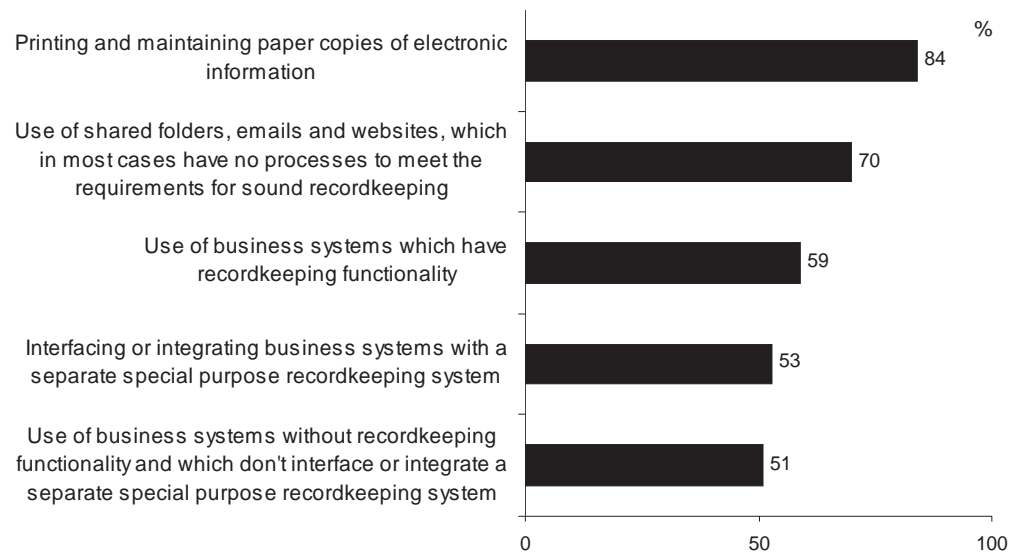 %
Printing and maintaining paper copies of electronic
information
84
Use of shared folders, emails and websites, which
in most cases have no processes to meet the
requirements for sound recordkeeping
70
Use of business systems which have
recordkeeping functionality
59
Interfacing or integrating business systems with a
separate special purpose recordkeeping system
53
Use of business systems without recordkeeping
functionality and which don't interface or integrate a
separate special purpose recordkeeping system
51
0 50 100